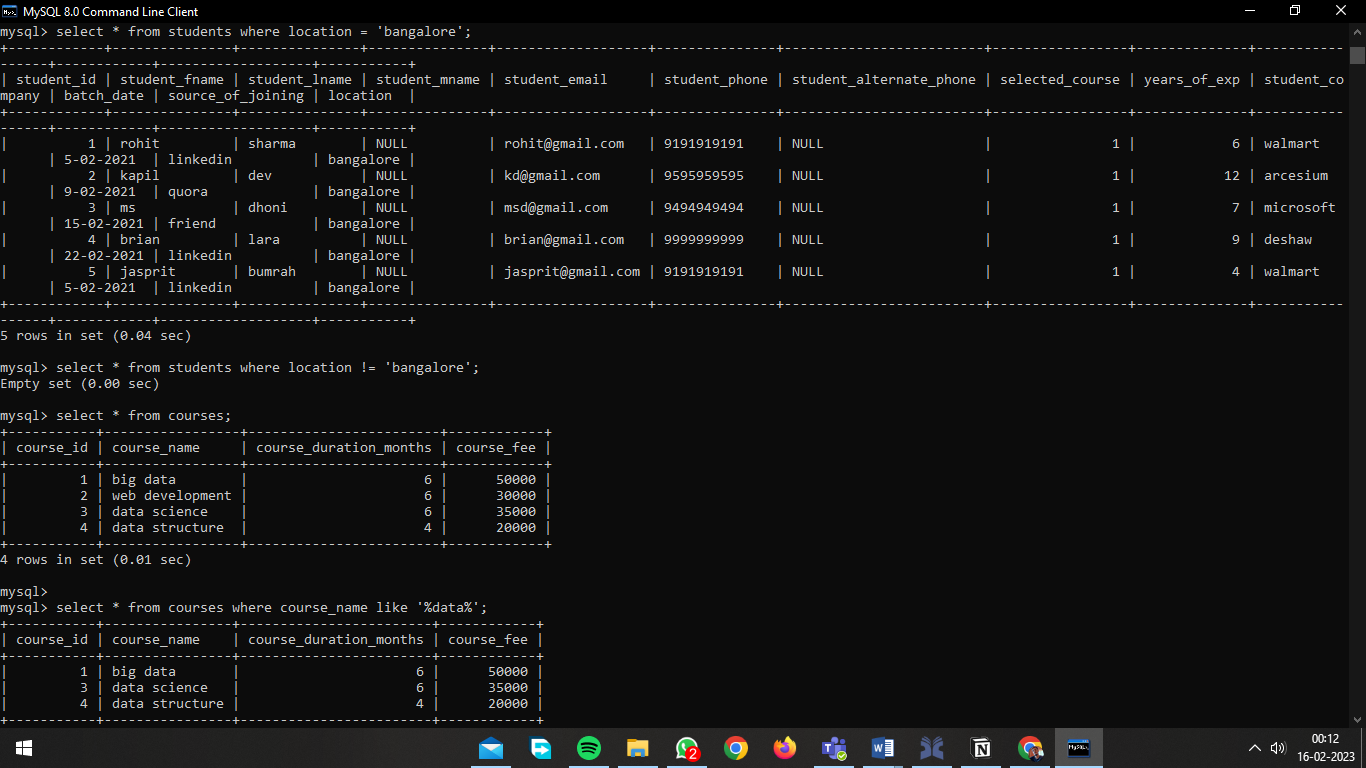 MySQL 8.0 Command Line Client
mysql> select * from students where location = 'bangalore';
+------------+---------------+---------------+---------------+-------------------+---------------+-------------------------+-----------------+--------------+-----------
------+------------+-------------------+-----------+
| student_id | student_fname | student_lname | student_mname | student_email     | student_phone | student_alternate_phone | selected_course | years_of_exp | student_co
mpany | batch_date | source_of_joining | location  |
+------------+---------------+---------------+---------------+-------------------+---------------+-------------------------+-----------------+--------------+-----------
------+------------+-------------------+-----------+
|          1 | rohit         | sharma        | NULL          | rohit@gmail.com   | 9191919191    | NULL                    |               1 |            6 | walmart
      | 5-02-2021  | linkedin          | bangalore |
|          2 | kapil         | dev           | NULL          | kd@gmail.com      | 9595959595    | NULL                    |               1 |           12 | arcesium
      | 9-02-2021  | quora             | bangalore |
|          3 | ms            | dhoni         | NULL          | msd@gmail.com     | 9494949494    | NULL                    |               1 |            7 | microsoft
      | 15-02-2021 | friend            | bangalore |
|          4 | brian         | lara          | NULL          | brian@gmail.com   | 9999999999    | NULL                    |               1 |            9 | deshaw
      | 22-02-2021 | linkedin          | bangalore |
|          5 | jasprit       | bumrah        | NULL          | jasprit@gmail.com | 9191919191    | NULL                    |               1 |            4 | walmart
      | 5-02-2021  | linkedin          | bangalore |
+------------+---------------+---------------+---------------+-------------------+---------------+-------------------------+-----------------+--------------+-----------
------+------------+-------------------+-----------+
5 rows in set (0.04 sec)
mysql> select * from students where location != 'bangalore';
Empty set (0.00 sec)
mysql> select * from courses;
+-----------+-----------------+------------------------+------------+
| course_id | course_name     | course_duration_months | course_fee |
+-----------+-----------------+------------------------+------------+
|         1 | big data        |                      6 |      50000 |
|         2 | web development |                      6 |      30000 |
|         3 | data science    |                      6 |      35000 |
|         4 | data structure  |                      4 |      20000 |
+-----------+-----------------+------------------------+------------+
4 rows in set (0.01 sec)
mysql>
mysql> select * from courses where course_name like '%data%';
+-----------+----------------+------------------------+------------+
| course_id | course_name    | course_duration_months | course_fee |
+-----------+----------------+------------------------+------------+
|         1 | big data       |                      6 |      50000 |
|         3 | data science   |                      6 |      35000 |
|         4 | data structure |                      4 |      20000 |
+-----------+----------------+------------------------+------------+
2
00:12
16-02-2023